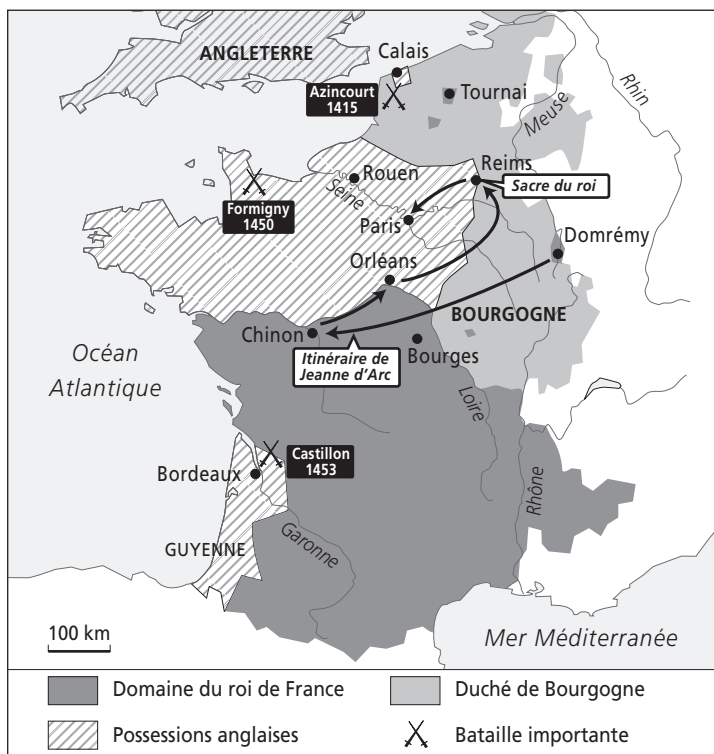 ANGLETERRE
Calais
Azincourt
1415
Tournai
Meuse
Rhin
Rouen
Reims
Sacre du roi
Formigny
1450
Seine
Paris
Domrémy
Orléans
BOURGOGNE
Chinon
Océan
Atlantique
Itinéraire de
Jeanne d'Arc
Bourges
Loire
Castillon
1453
Bordeaux
Rhône
GUYENNE
Garonne
100 km
Mer Méditerranée
Domaine du roi de France
Duché de Bourgogne
Possessions anglaises
Bataille importante